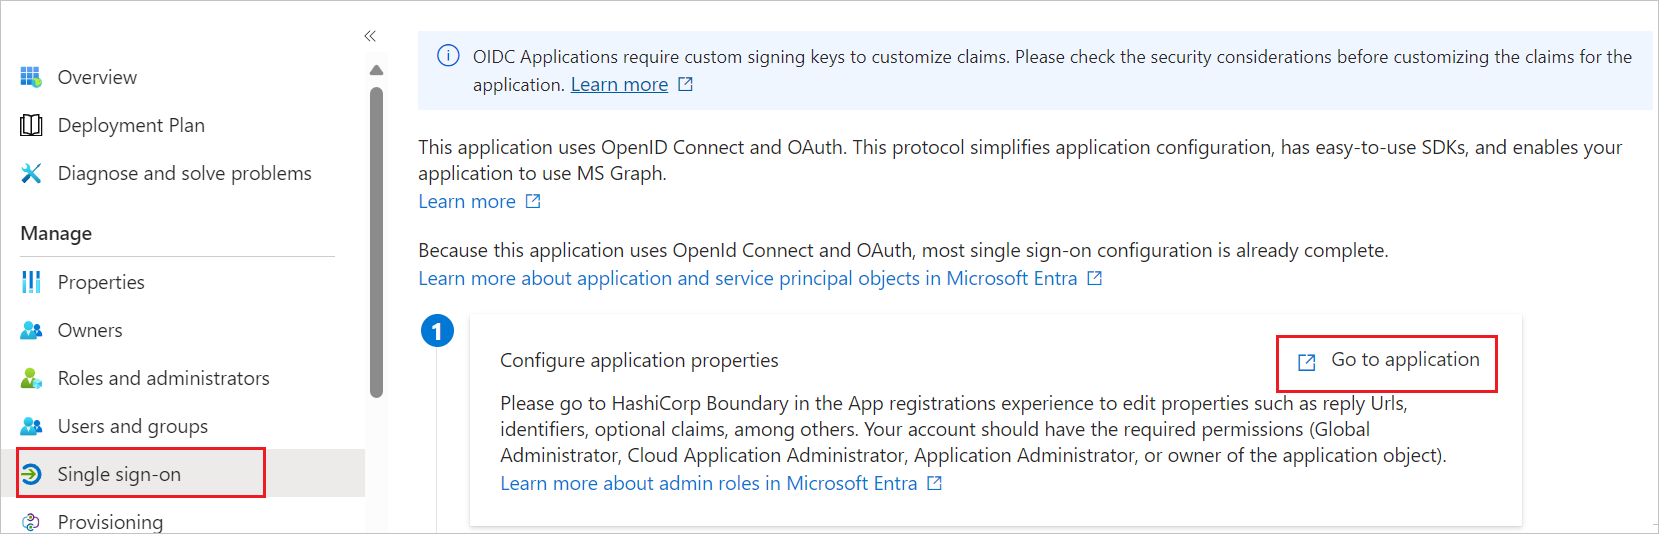 Overview
Deployment Plan
Diagnose and solve problems
Manage
Properties
Owners
Roles and administrators
Users and groups
Single sign-on
Provisioning
OIDC Applications require custom signing keys to customize claims. Please check the security considerations before customizing the claims for the
application. Learn more
This application uses OpenID Connect and OAuth. This protocol simplifies application configuration, has easy-to-use SDKs, and enables your
application to use MS Graph.
Learn more
Because this application uses OpenId Connect and OAuth, most single sign-on configuration is already complete.
Learn more about application and service principal objects in Microsoft Entra
1
Configure application properties
Go to application
Please go to HashiCorp Boundary in the App registrations experience to edit properties such as reply Urls,
identifiers, optional claims, among others. Your account should have the required permissions (Global
Administrator, Cloud Application Administrator, Application Administrator, or owner of the application object).
Learn more about admin roles in Microsoft Entra